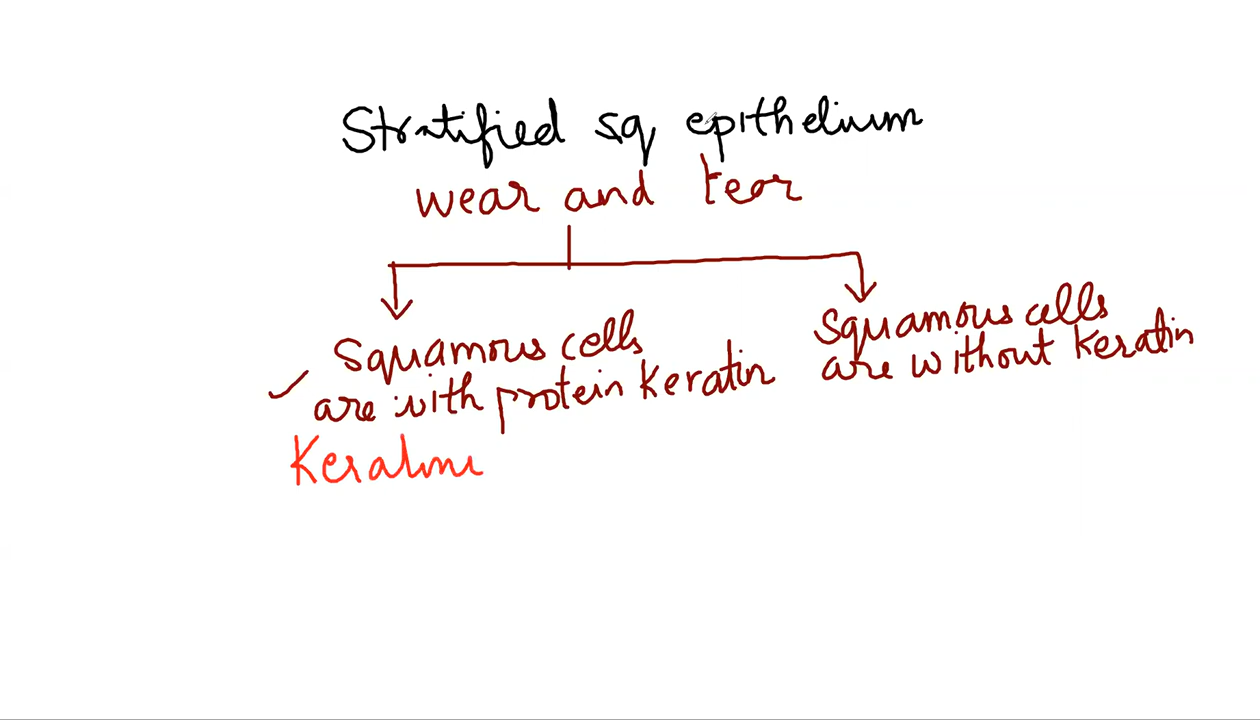 Stratified sq epithelium
wear and tear
Squamous cells
are with protein Keratin
Squamous cells
are without Keratin
Keratini